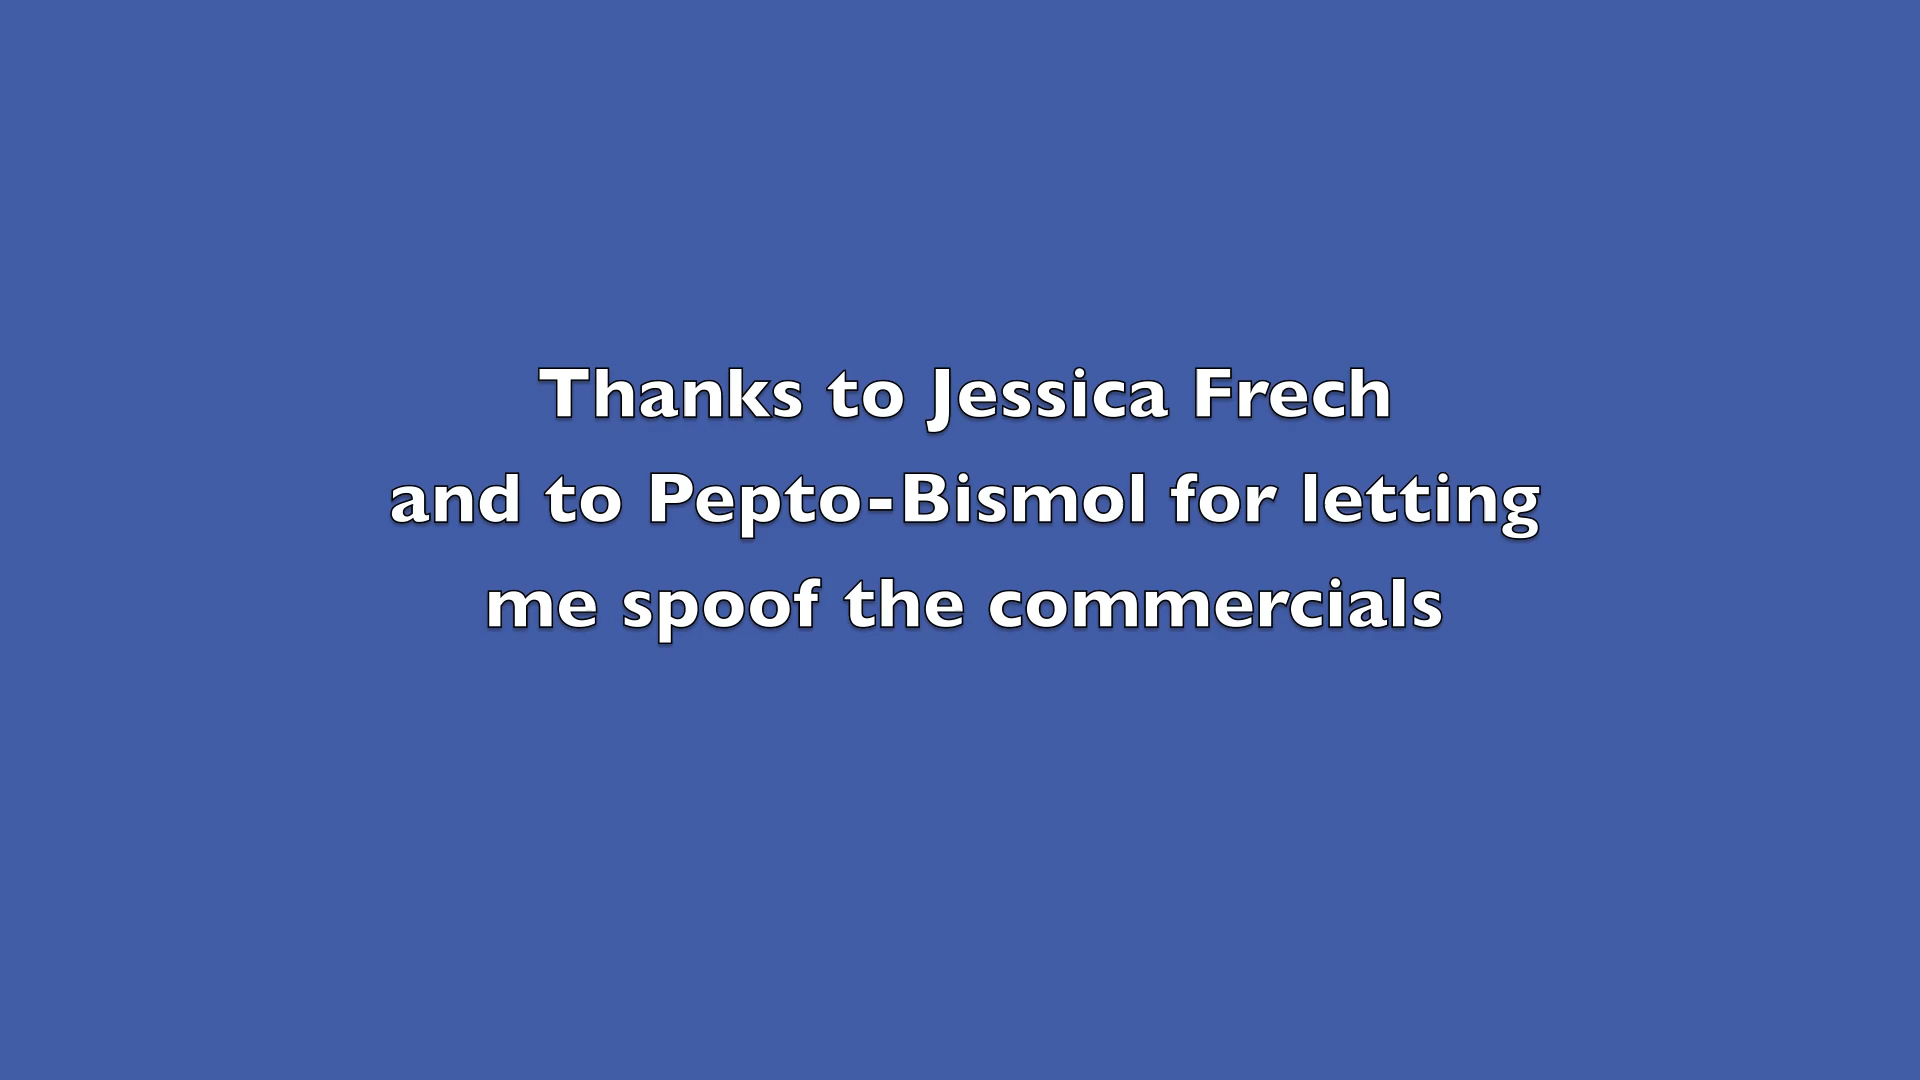 Thanks to Jessica Frech
and to Pepto-Bismol for letting
me spoof the commercials